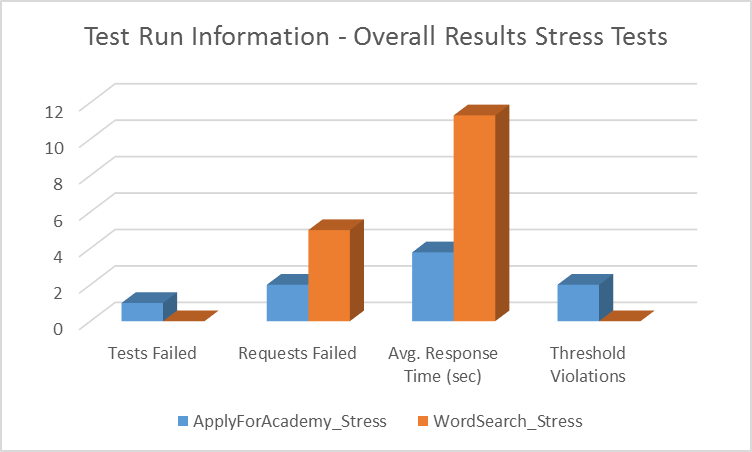 Test Run Information - Overall Results Stress Tests
12
10
8
6
4
2
0
Tests Failed
Requests Failed
Avg. Response
Time (sec)
Threshold
Violations
ApplyForAcademy_Stress
WordSearch_Stress